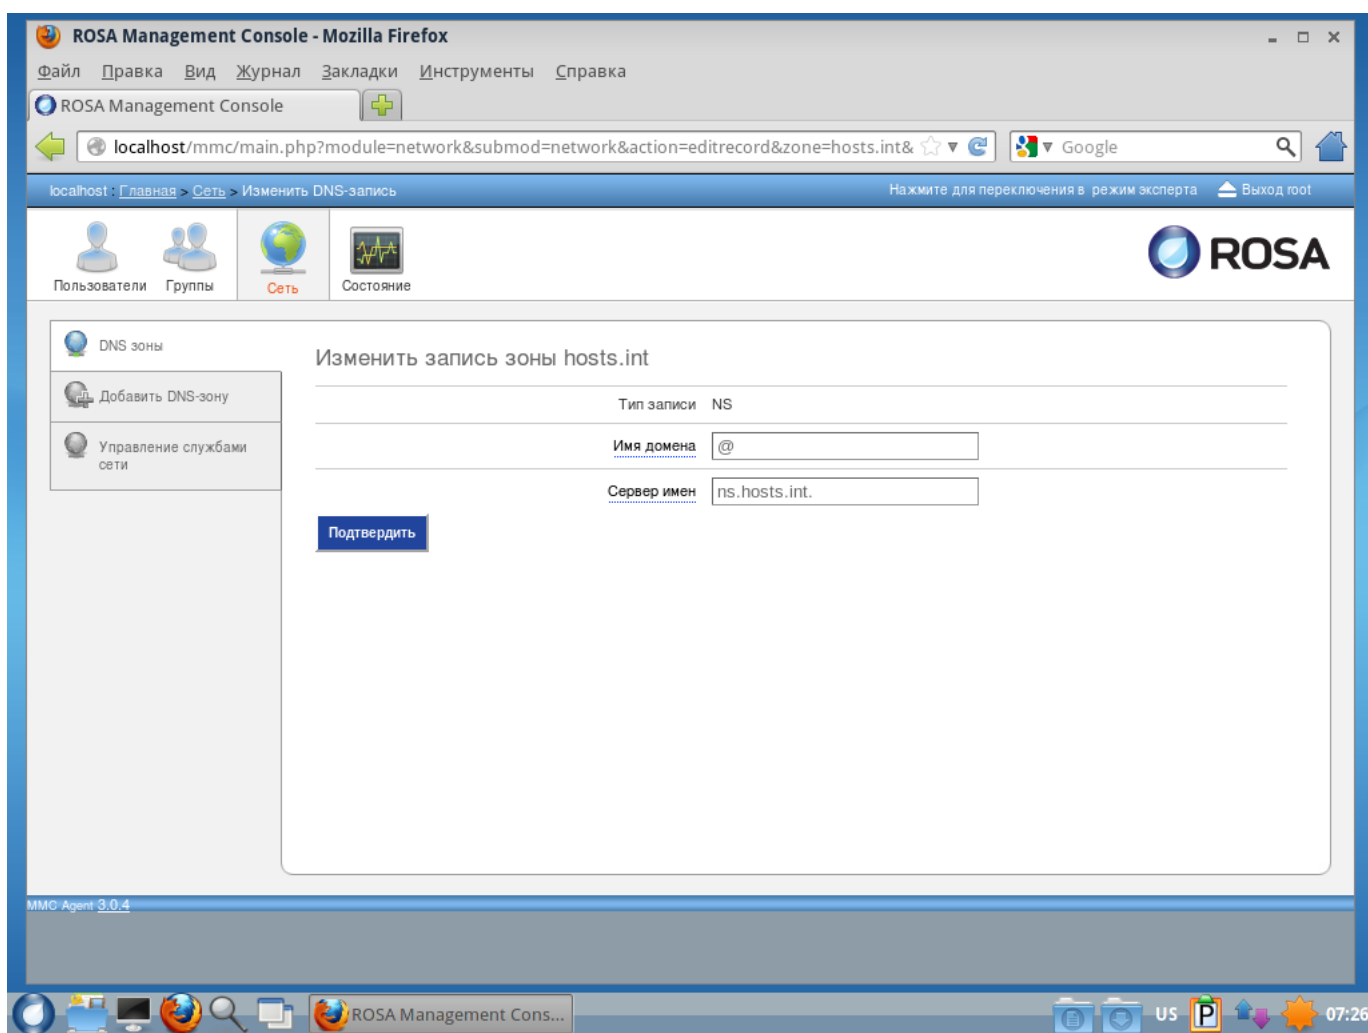 ROSA Management Console - Mozilla Firefox
Файл Правка Вид Журнал Закладки Инструменты Справка
ROSA Management Console
localhost/mmc/main.php?module=network&submod=network&action=editrecord&zone=hosts.int& Google
localhost : Главная > Сеть > Изменить DNS-запись Нажмите для переключения в режим эксперта Выход root
Пользователи Группы Сеть Состояние
ROSA
DNS зоны
Добавить DNS-зону
Управление службами
сети
Изменить запись зоны hosts.int
Тип записи NS
Имя домена @
Сервер имен ns.hosts.int.
Подтвердить
MMC Agent 3.0.4
ROSA Management Cons... US P 07:26